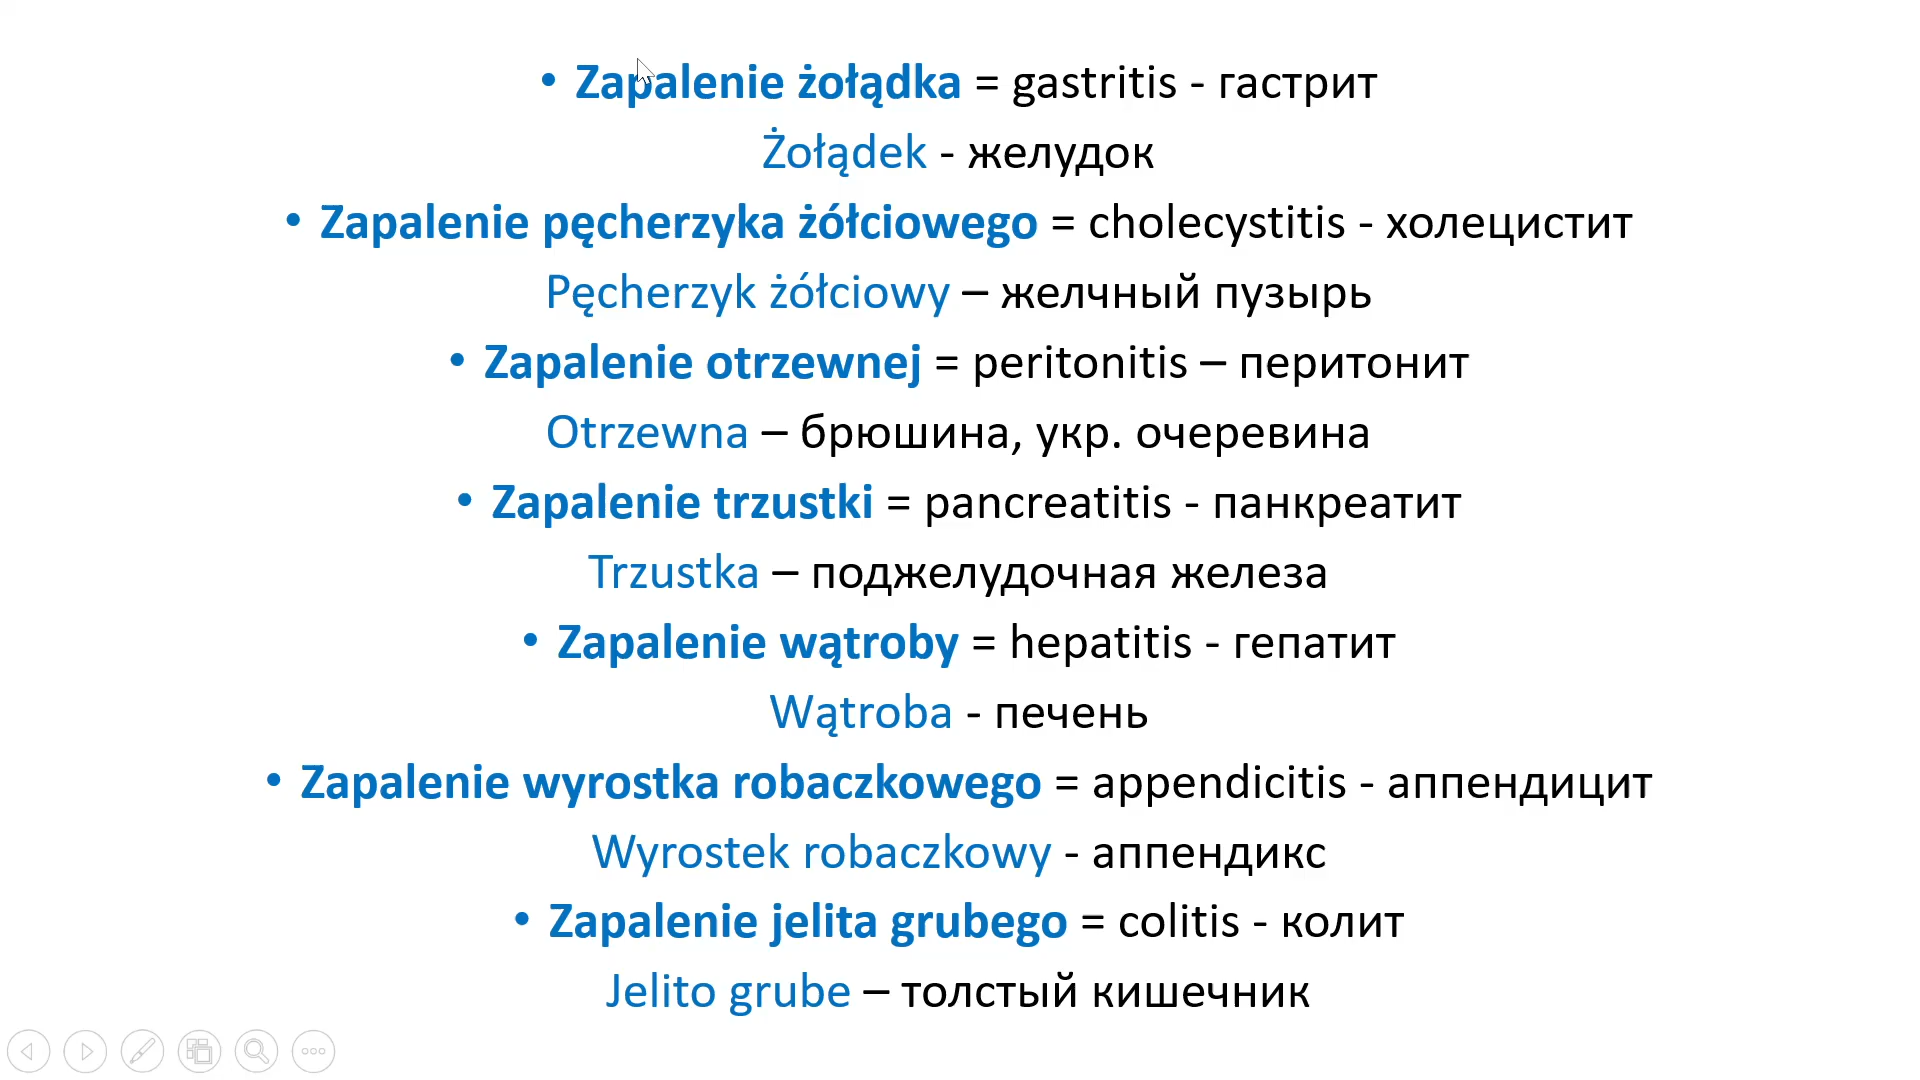 • Zapalenie żołądka = gastritis - гастрит
Żołądek - желудок
• Zapalenie pęcherzyka żółciowego = cholecystitis - холецистит
Pęcherzyk żółciowy – желчный пузырь
• Zapalenie otrzewnej = peritonitis – перитонит
Otrzewna – брюшина, укр. очеревина
• Zapalenie trzustki = pancreatitis - панкреатит
Trzustka – поджелудочная железа
• Zapalenie wątroby = hepatitis - гепатит
Wątroba - печень
• Zapalenie wyrostka robaczkowego = appendicitis - аппендицит
Wyrostek robaczkowy - аппендикс
• Zapalenie jelita grubego = colitis - колит
Jelito grube – толстый кишечник